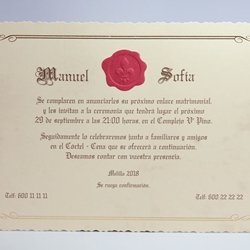 Manuel Sofía
Se complacen en anunciarles su próximo enlace matrimonial,
y les invitan a la ceremonia que tendrá lugar el próximo
29 de septiembre a las 21:00 horas, en el Complejo Vª Pino.
Seguidamente lo celebraremos junto a familiares y amigos
en el Coctel - Cena que se ofrecerá a continuación.
Deseamos contar con vuestra presencia.
Melilla 2018
Se ruega confirmación.
Telf: 600 11 11 11 Telf: 600 22 22 22